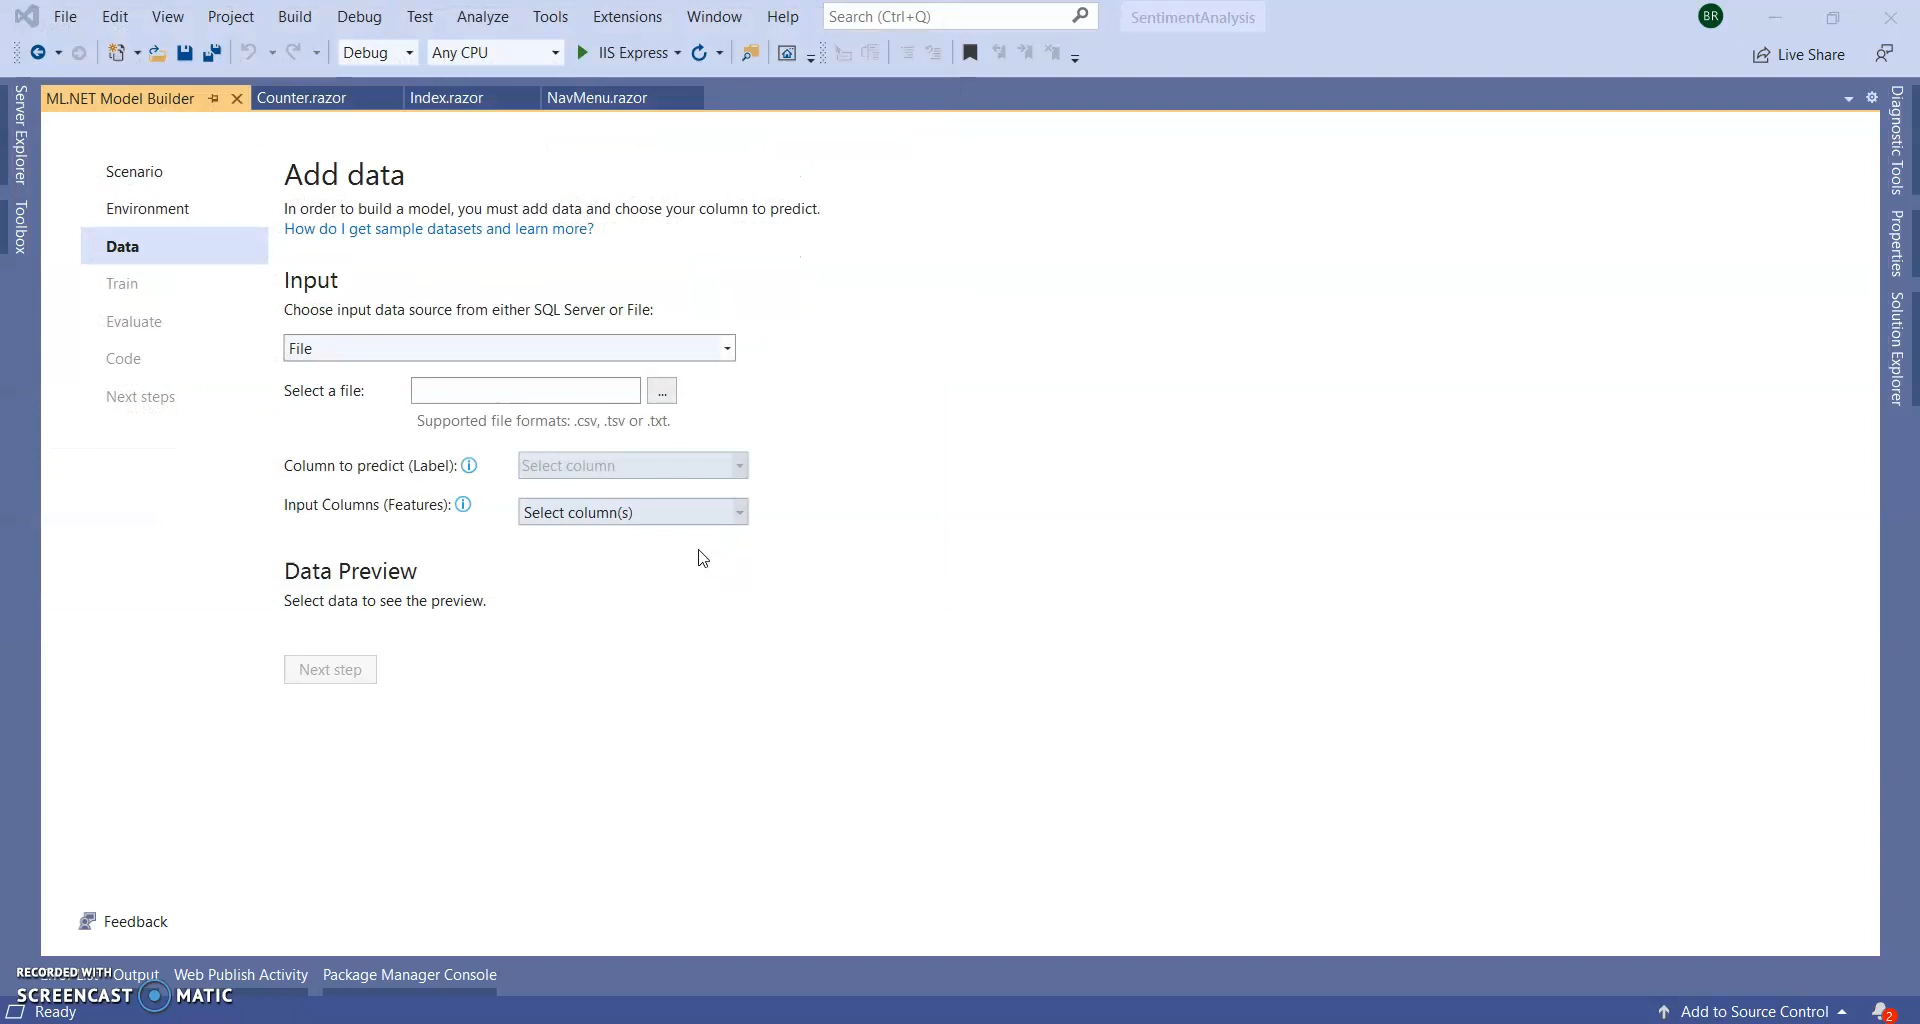 File Edit View Project Build Debug Test Analyze Tools Extensions Window Help Search (Ctrl+Q) SentimentAnalysis BR
Debug Any CPU IIS Express Live Share
ML.NET Model Builder Counter.razor Index.razor NavMenu.razor
Server Explorer
Toolbox
Diagnostic Tools
Properties
Solution Explorer
Scenario
Environment
Data
Train
Evaluate
Code
Next steps
Add data
In order to build a model, you must add data and choose your column to predict.
How do I get sample datasets and learn more?
Input
Choose input data source from either SQL Server or File:
File
Select a file: ...
Supported file formats: .csv, .tsv or .txt.
Column to predict (Label): Select column
Input Columns (Features): Select column(s)
Data Preview
Select data to see the preview.
Next step
Feedback
RECORDED WITH
SCREENCAST MATIC
Output Web Publish Activity Package Manager Console
Ready Add to Source Control 2